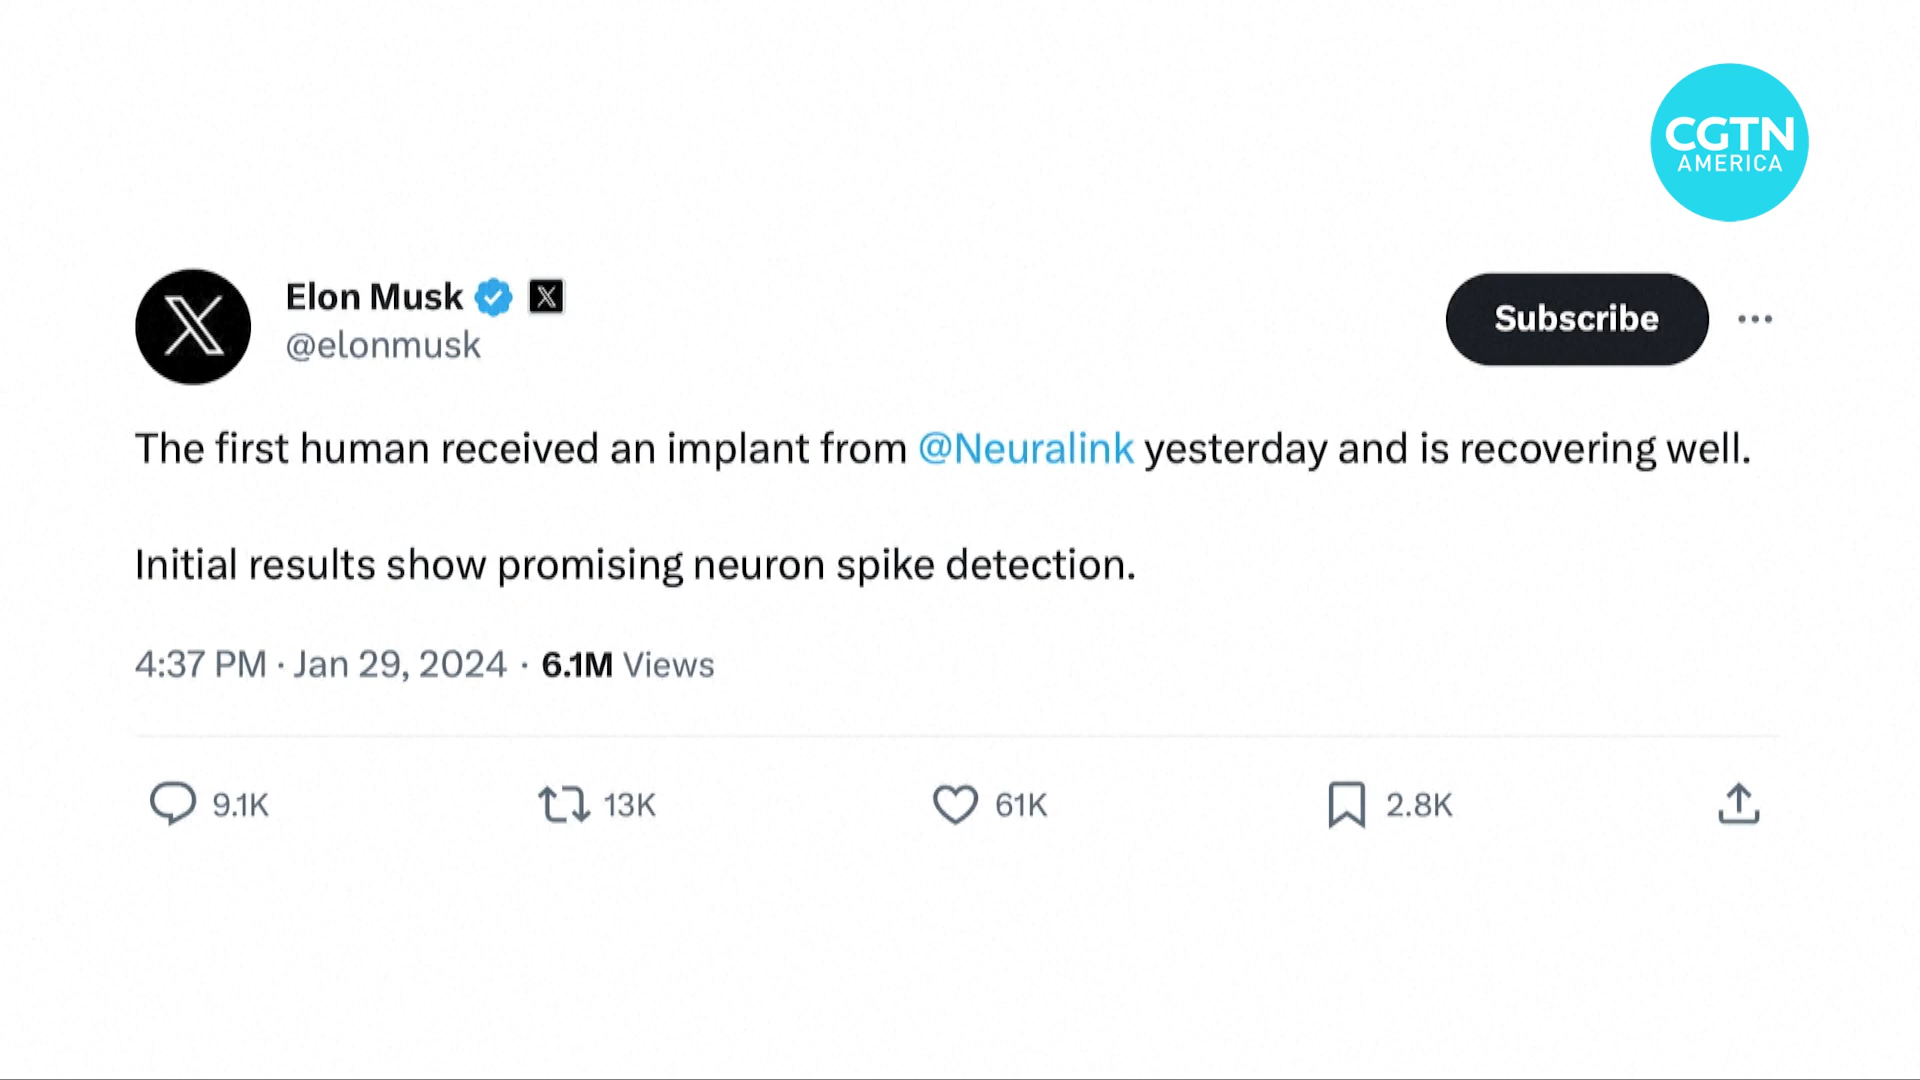 CGTN
AMERICA
Elon Musk
@elonmusk
Subscribe
The first human received an implant from @Neuralink yesterday and is recovering well.
Initial results show promising neuron spike detection.
4:37 PM · Jan 29, 2024 · 6.1M Views
9.1K 13K 61K 2.8K